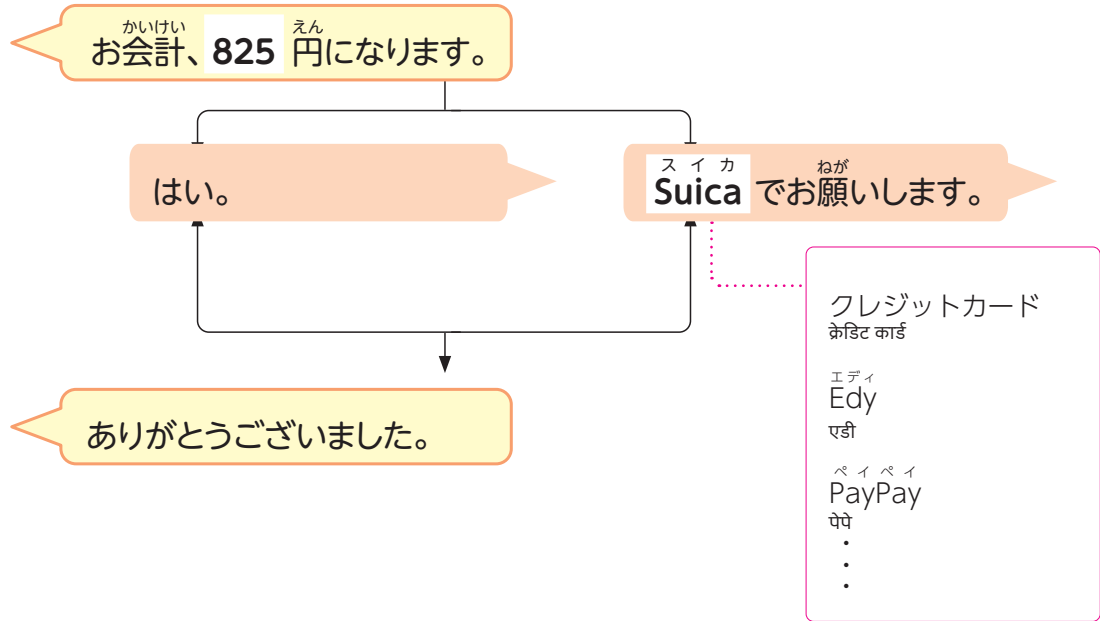 かいけい えん
お会計、825 円になります。
はい。
スイカ ねが
Suica でお願いします。
クレジットカード
क्रेडिट कार्ड
エディ
Edy
एडी
ペイペイ
PayPay
पेपे
・
・
・
ありがとうございました。